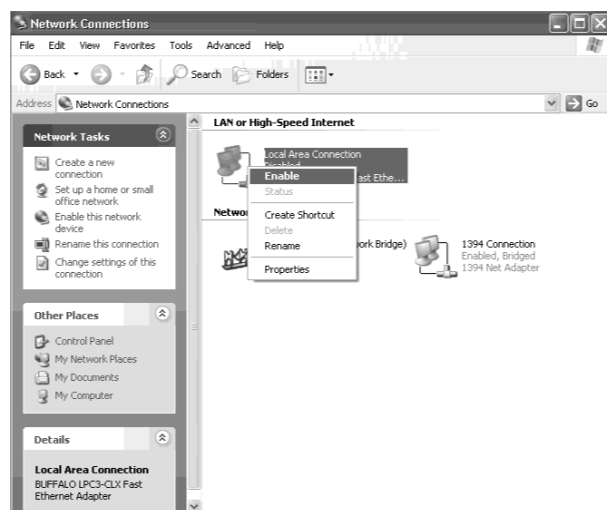 Network Connections
File Edit View Favorites Tools Advanced Help
Back Search Folders
Address Network Connections Go
Network Tasks
Create a new
connection
Set up a home or small
office network
Enable this network
device
Rename this connection
Change settings of this
connection
Other Places
Control Panel
My Network Places
My Documents
My Computer
Details
Local Area Connection
BUFFALO LPC3-CLX Fast
Ethernet Adapter
LAN or High-Speed Internet
Local Area Connection
Disabled
ast Ethe...
Enable
Status
Create Shortcut
Delete
Rename
Properties
Netwo
ork Bridge)
1394 Connection
Enabled, Bridged
1394 Net Adapter